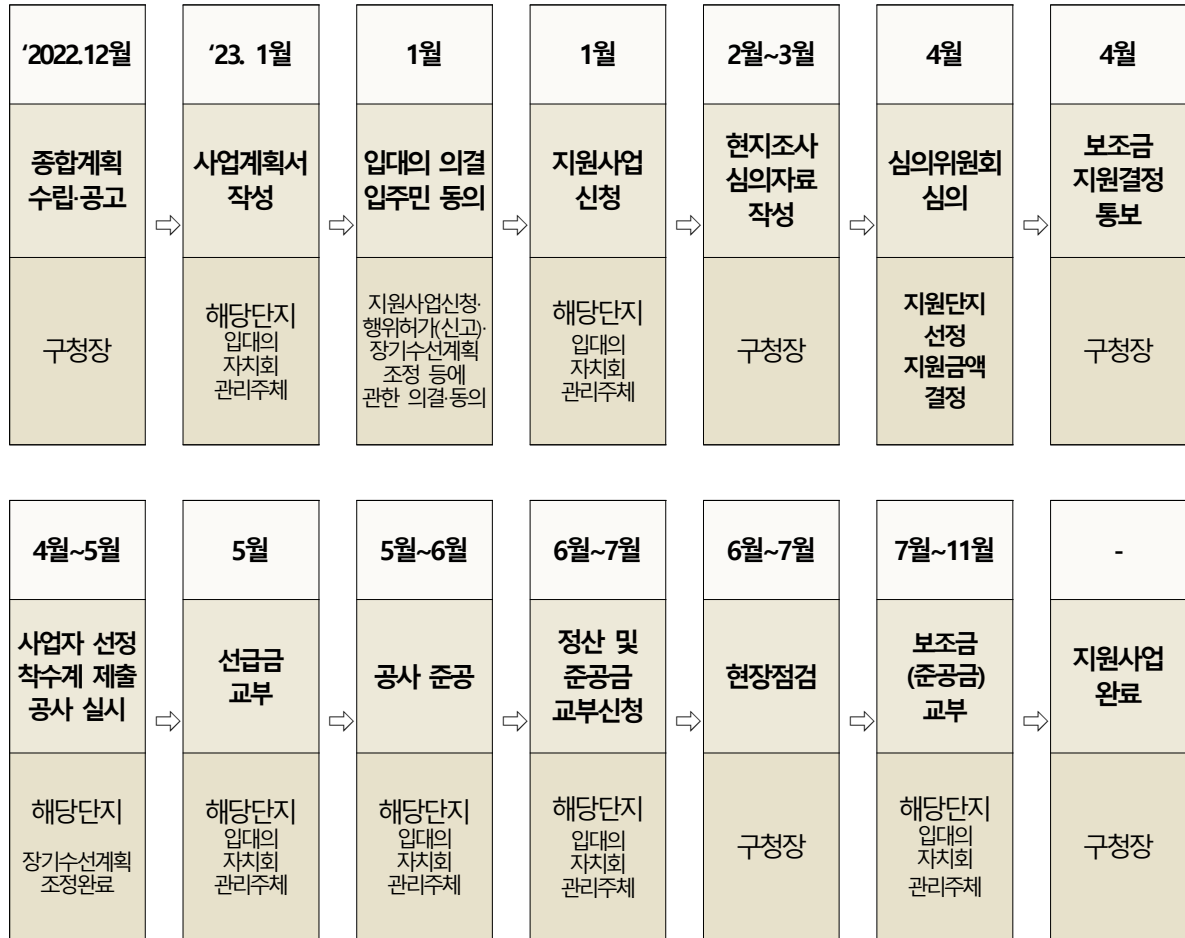 ‘2022.12월
종합계획
수립·공고
구청장
⇨
‘23. 1월
사업계획서
작성
해당단지
입대의
자치회
관리주체
⇨
1월
입대의 의결
입주민 동의
지원사업신청·
행위허가(신고)·
장기수선계획
조정 등에
관한 의결·동의
⇨
1월
지원사업
신청
해당단지
입대의
자치회
관리주체
⇨
2월~3월
현지조사
심의자료
작성
구청장
⇨
4월
심의위원회
심의
지원단지
선정
지원금액
결정
⇨
4월
보조금
지원결정
통보
구청장
4월~5월
사업자 선정
착수계 제출
공사 실시
해당단지
장기수선계획
조정완료
⇨
5월
선급금
교부
해당단지
입대의
자치회
관리주체
⇨
5월~6월
공사 준공
해당단지
입대의
자치회
관리주체
⇨
6월~7월
정산 및
준공금
교부신청
해당단지
입대의
자치회
관리주체
⇨
6월~7월
현장점검
구청장
⇨
7월~11월
보조금
(준공금)
교부
해당단지
입대의
자치회
관리주체
⇨
-
지원사업
완료
구청장